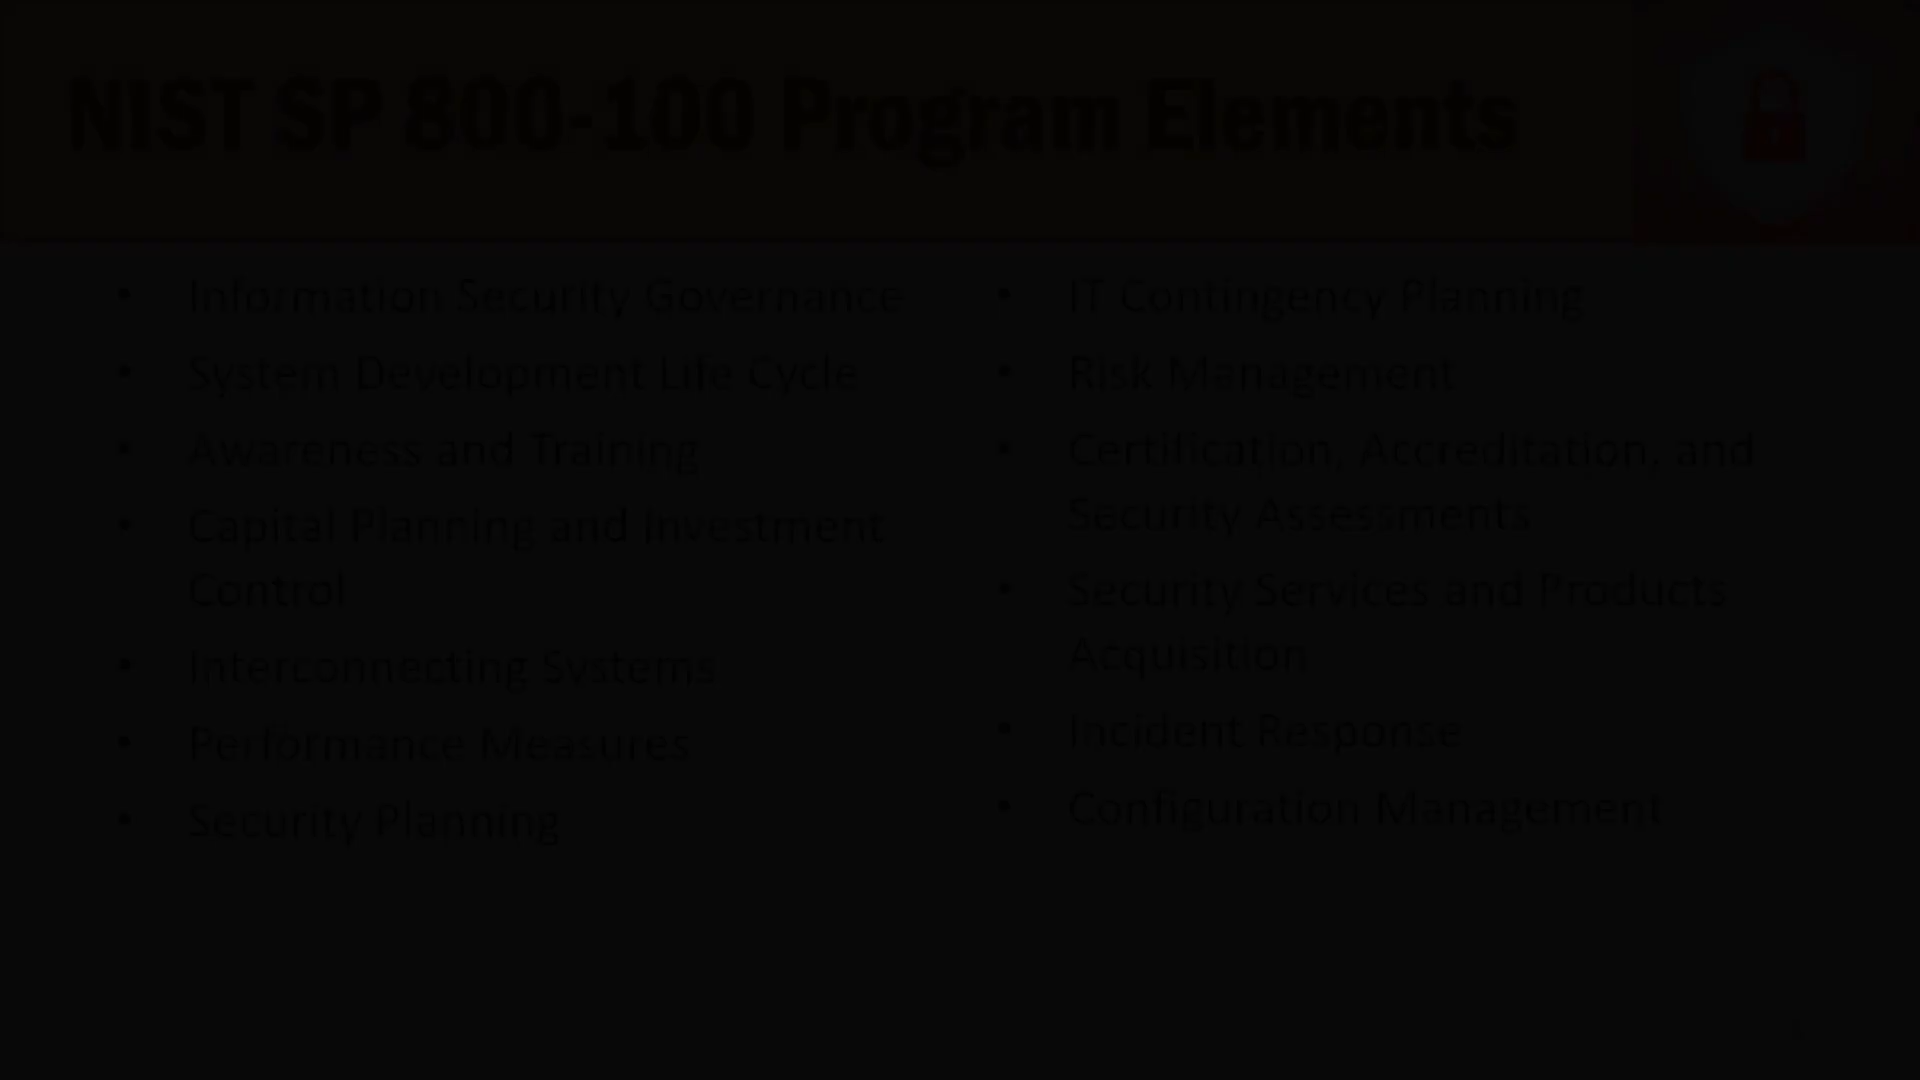 NIST SP 800-100 Program Elements
• Information Security Governance
• System Development Life Cycle
• Awareness and Training
• Capital Planning and Investment
Control
• Interconnecting Systems
• Performance Measures
• Security Planning
• IT Contingency Planning
• Risk Management
• Certification, Accreditation, and
Security Assessments
• Security Services and Products
Acquisition
• Incident Response
• Configuration Management